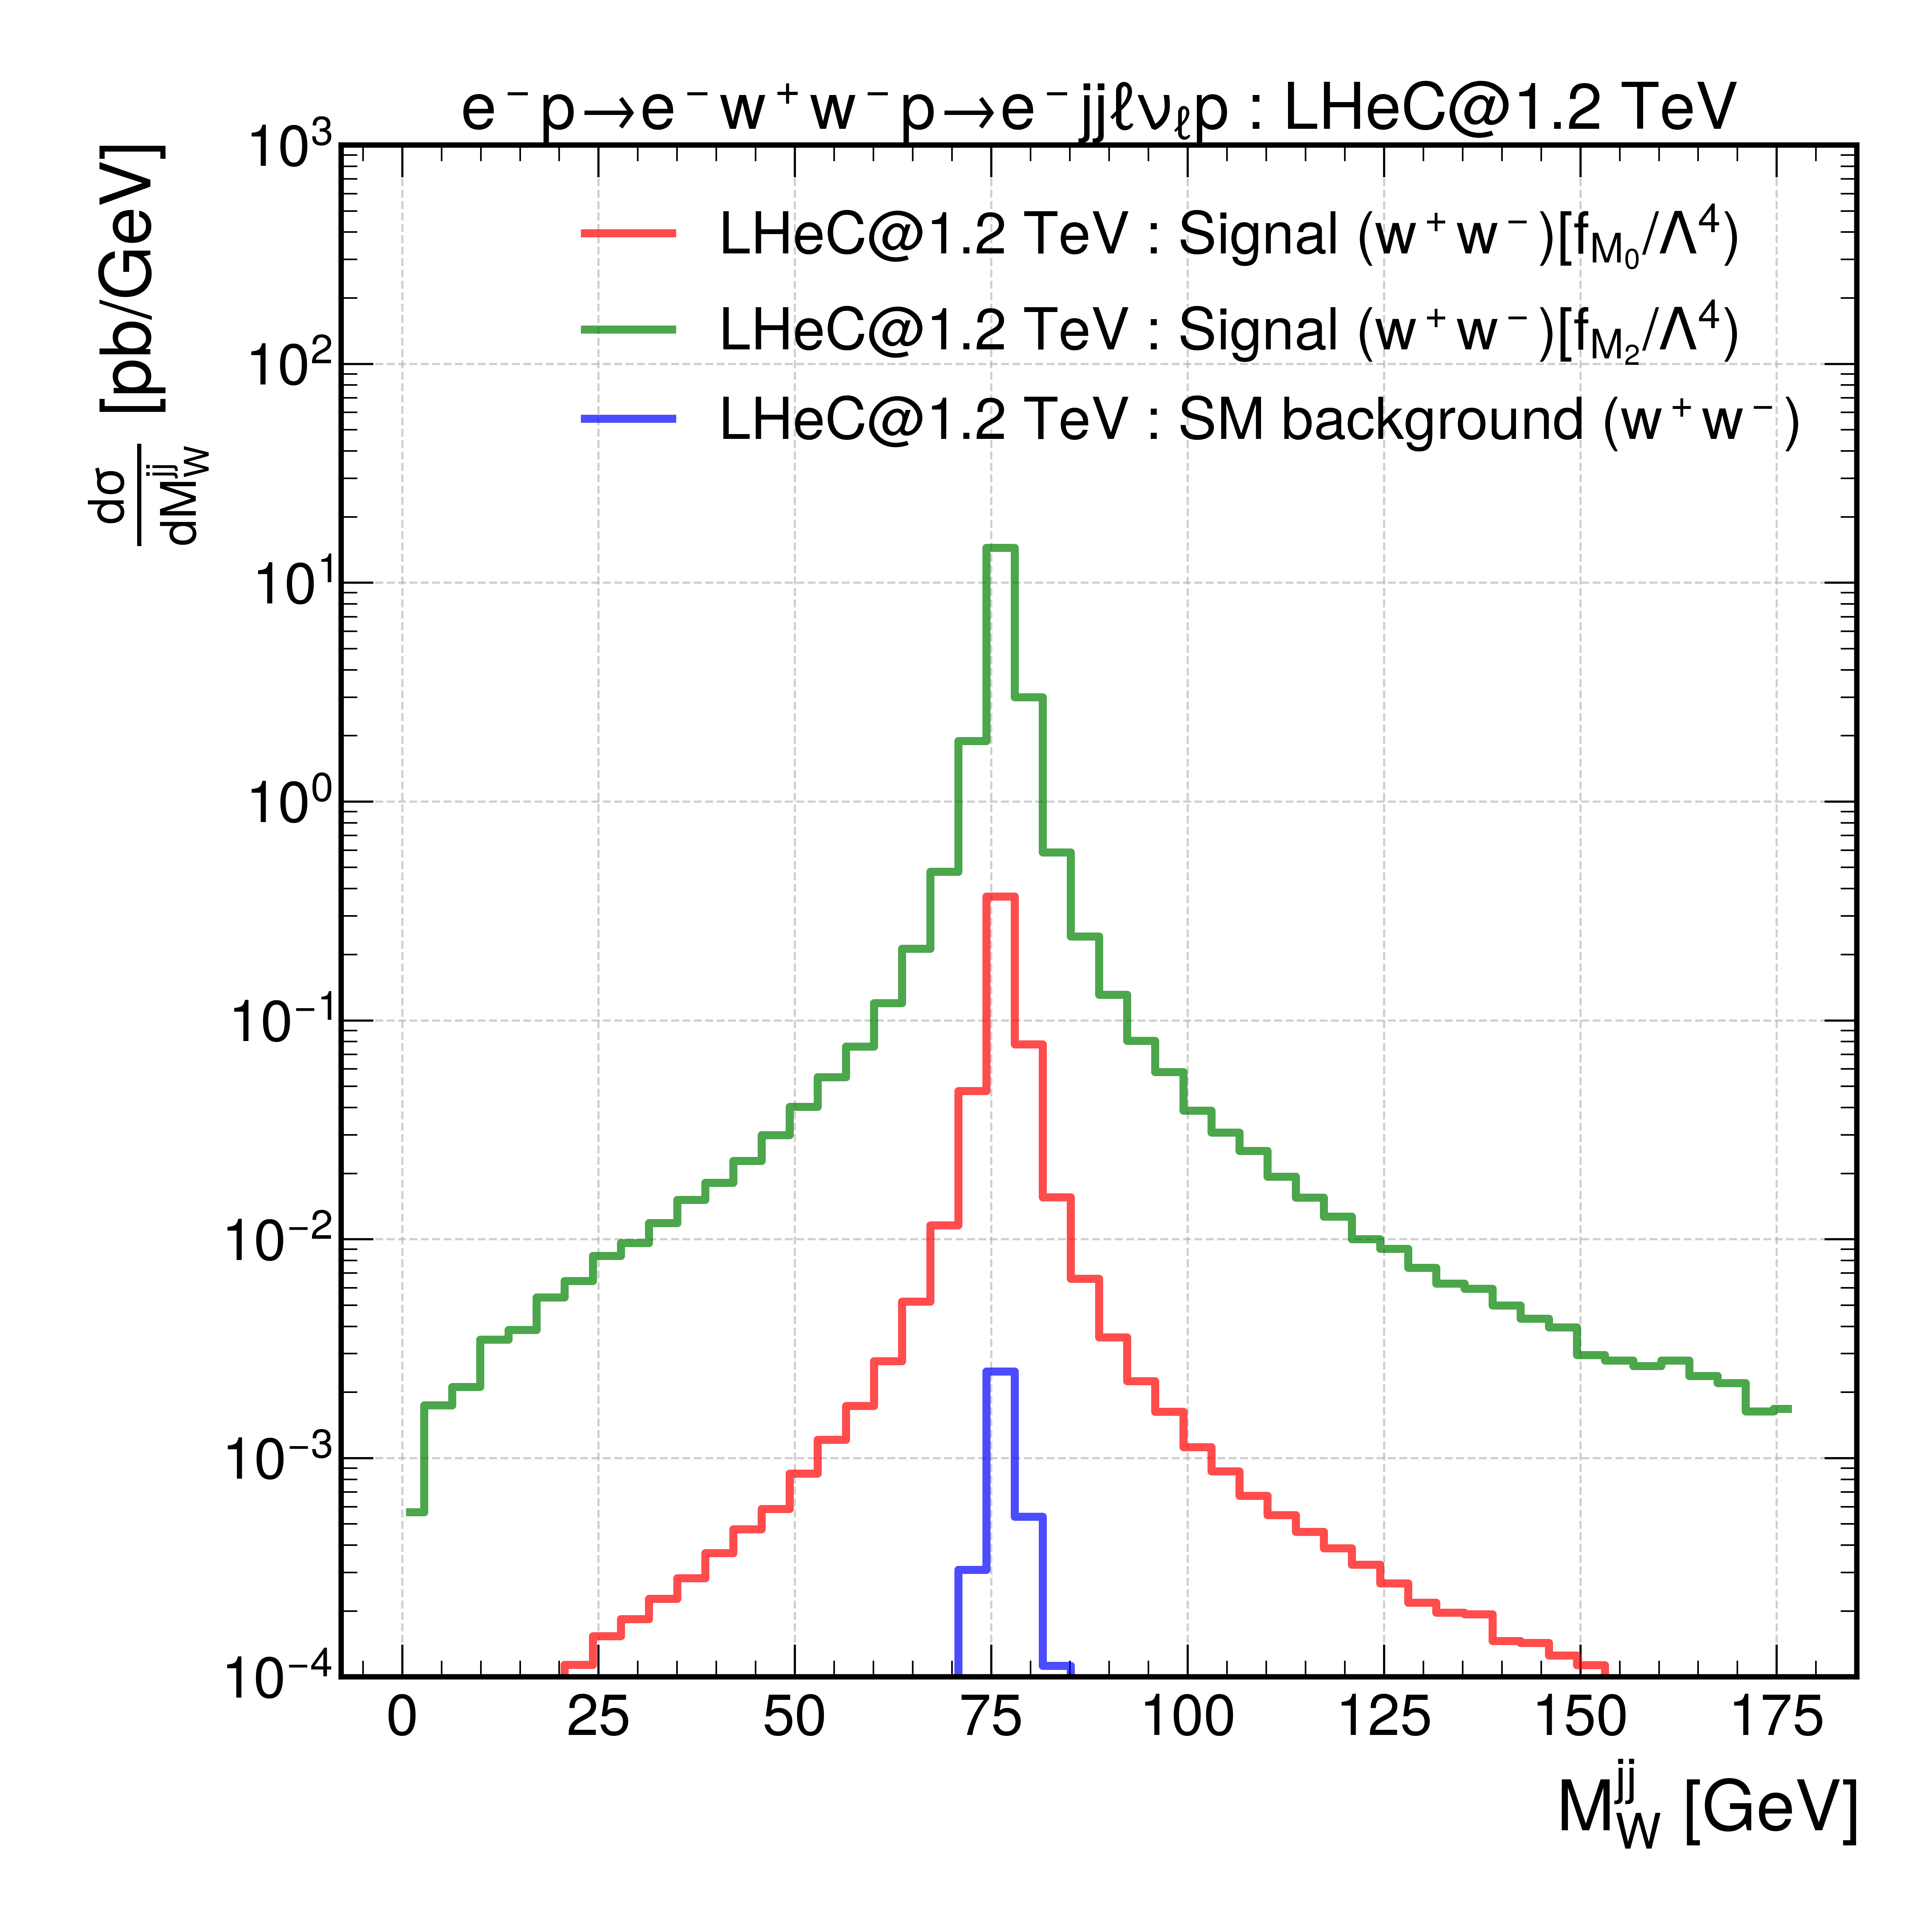 e⁻p→e⁻w⁺w⁻p→e⁻jjℓν_ℓp : LHeC@1.2 TeV
dσ/dM_W^jj [pb/GeV]
LHeC@1.2 TeV : Signal (w⁺w⁻)[f_M₀/Λ⁴)
LHeC@1.2 TeV : Signal (w⁺w⁻)[f_M₂/Λ⁴)
LHeC@1.2 TeV : SM background (w⁺w⁻)
10³
10²
10¹
10⁰
10⁻¹
10⁻²
10⁻³
10⁻⁴
0 25 50 75 100 125 150 175
M_W^jj [GeV]